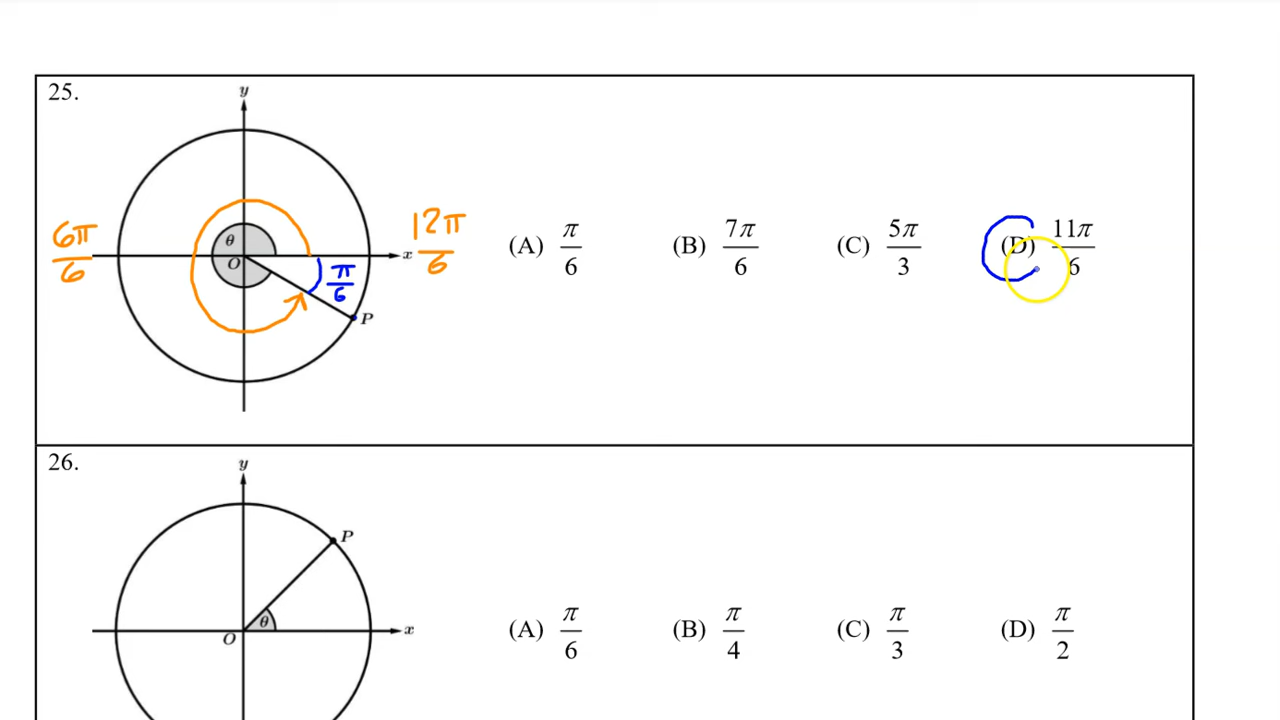 25.
y
6π/6
θ
O
x
12π/6
π/6
P
(A) π/6 (B) 7π/6 (C) 5π/3 (D) 11π/6
26.
y
P
θ
O
x
(A) π/6 (B) π/4 (C) π/3 (D) π/2